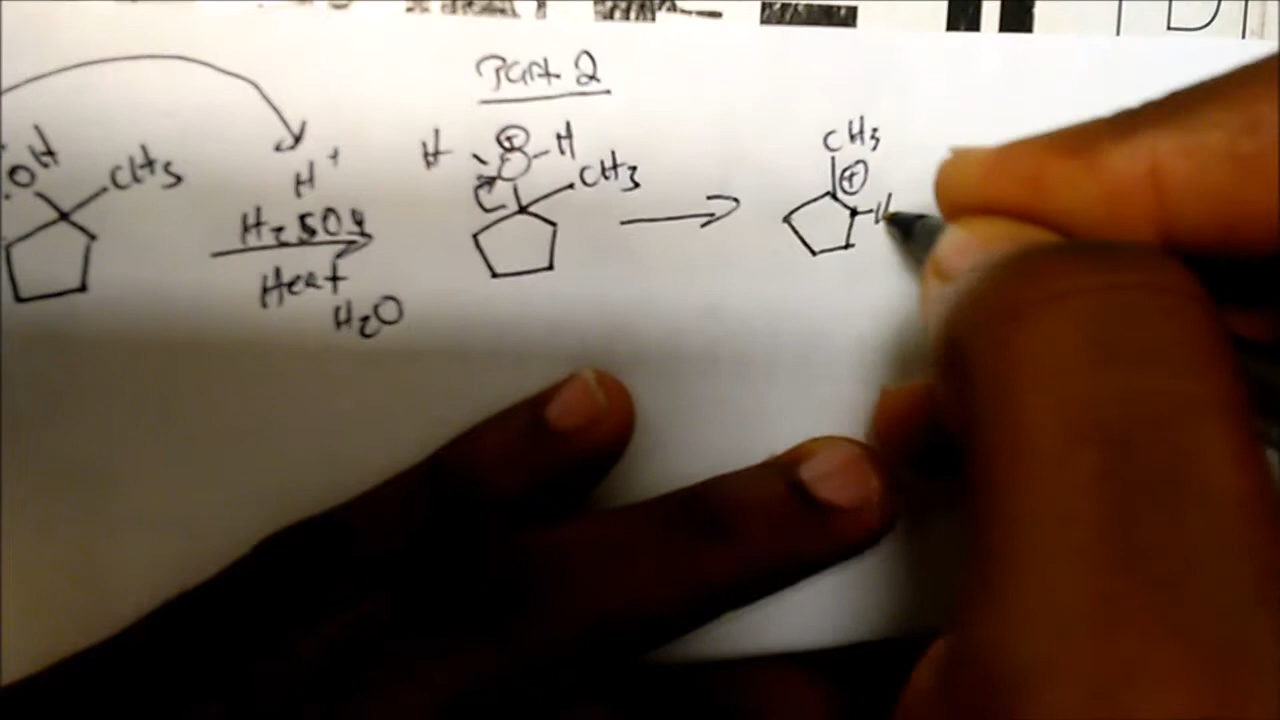 Part 2
:OH
CH3
H+
H2SO4
Heat
H2O
H
⊕
O-H
CH3
CH3
⊕